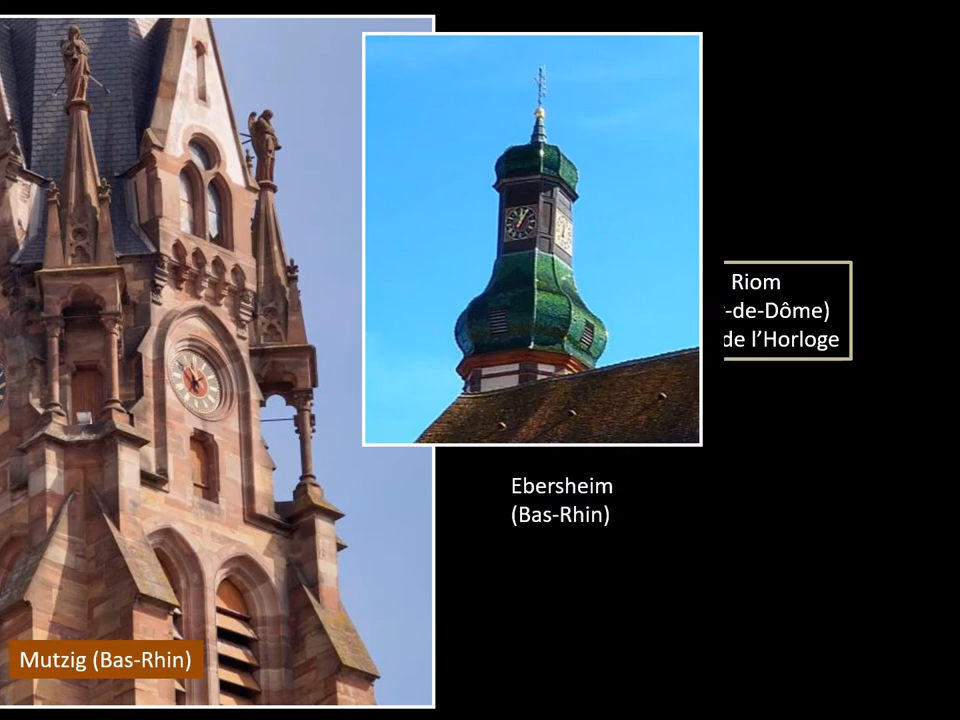 Riom
-de-Dôme)
de l'Horloge
Ebersheim
(Bas-Rhin)
Mutzig (Bas-Rhin)